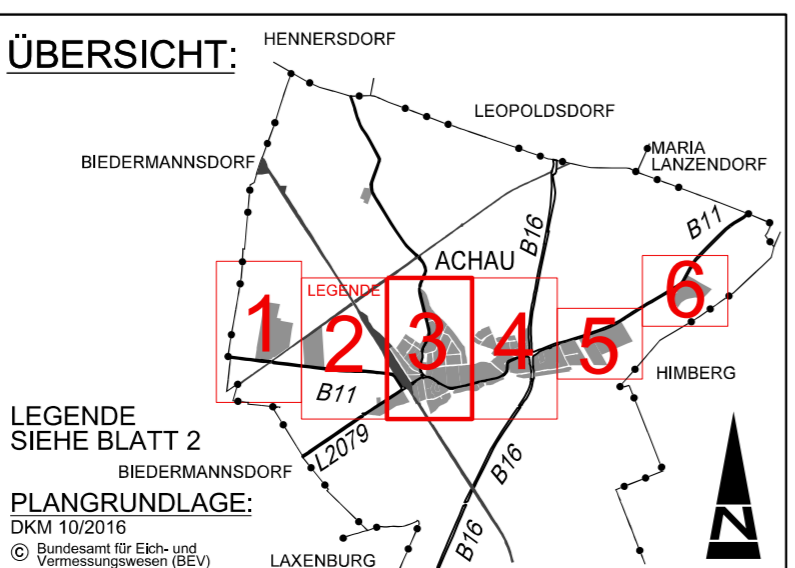 ÜBERSICHT:
HENNERSDORF
LEOPOLDSDORF
BIEDERMANNSDORF
MARIA
LANZENDORF
B11
B16
ACHAU
LEGENDE
1
2
3
4
5
6
B11
HIMBERG
LEGENDE
SIEHE BLATT 2
L2079
B16
BIEDERMANNSDORF
PLANGRUNDLAGE:
DKM 10/2016
© Bundesamt für Eich- und
Vermessungswesen (BEV)
LAXENBURG
B16
N